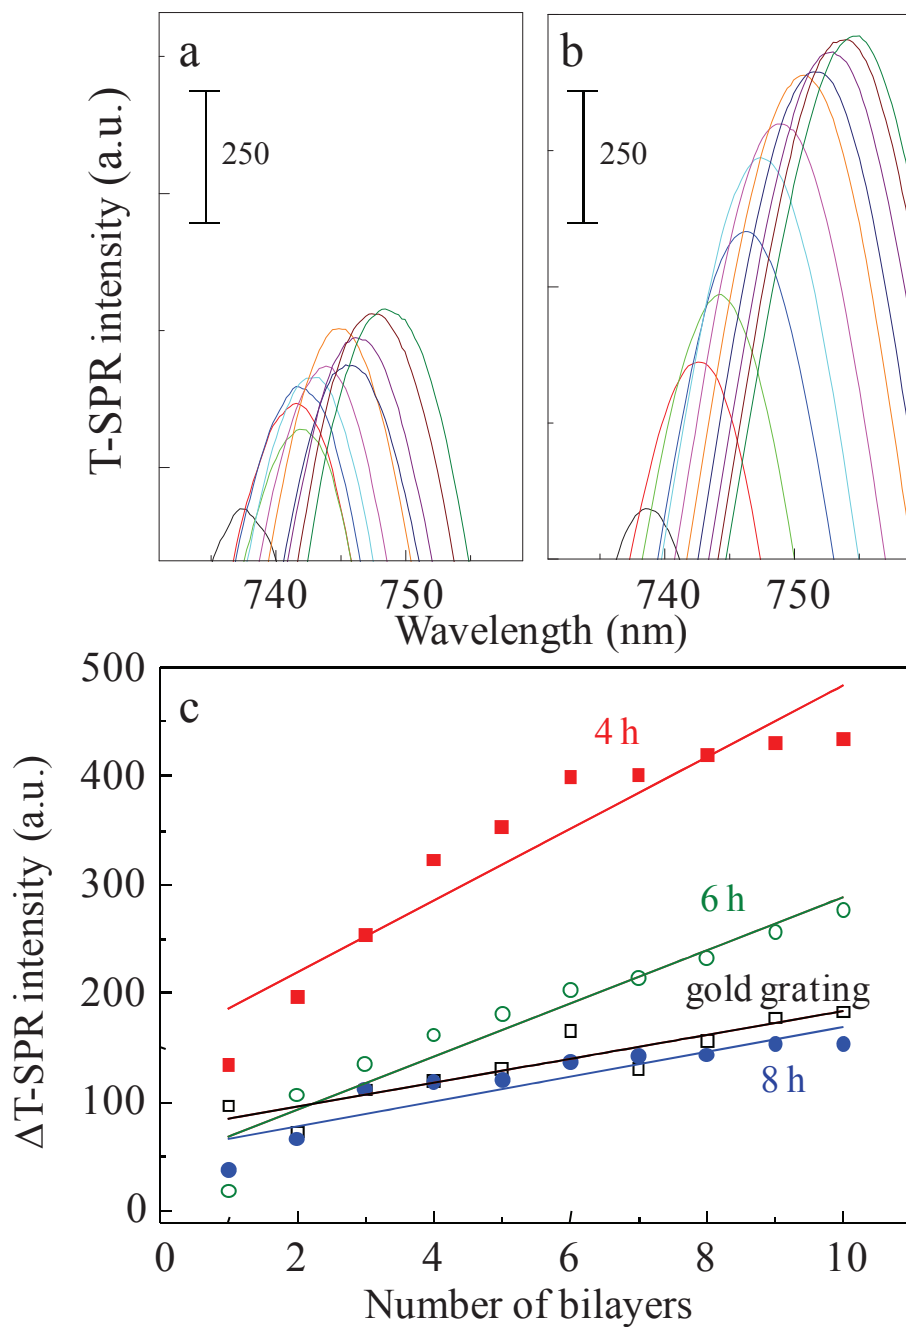 a
b
250
250
T-SPR intensity (a.u.)
740
750
740
750
Wavelength (nm)
c
500
400
300
200
100
0
ΔT-SPR intensity (a.u.)
4 h
6 h
gold grating
8 h
0
2
4
6
8
10
Number of bilayers